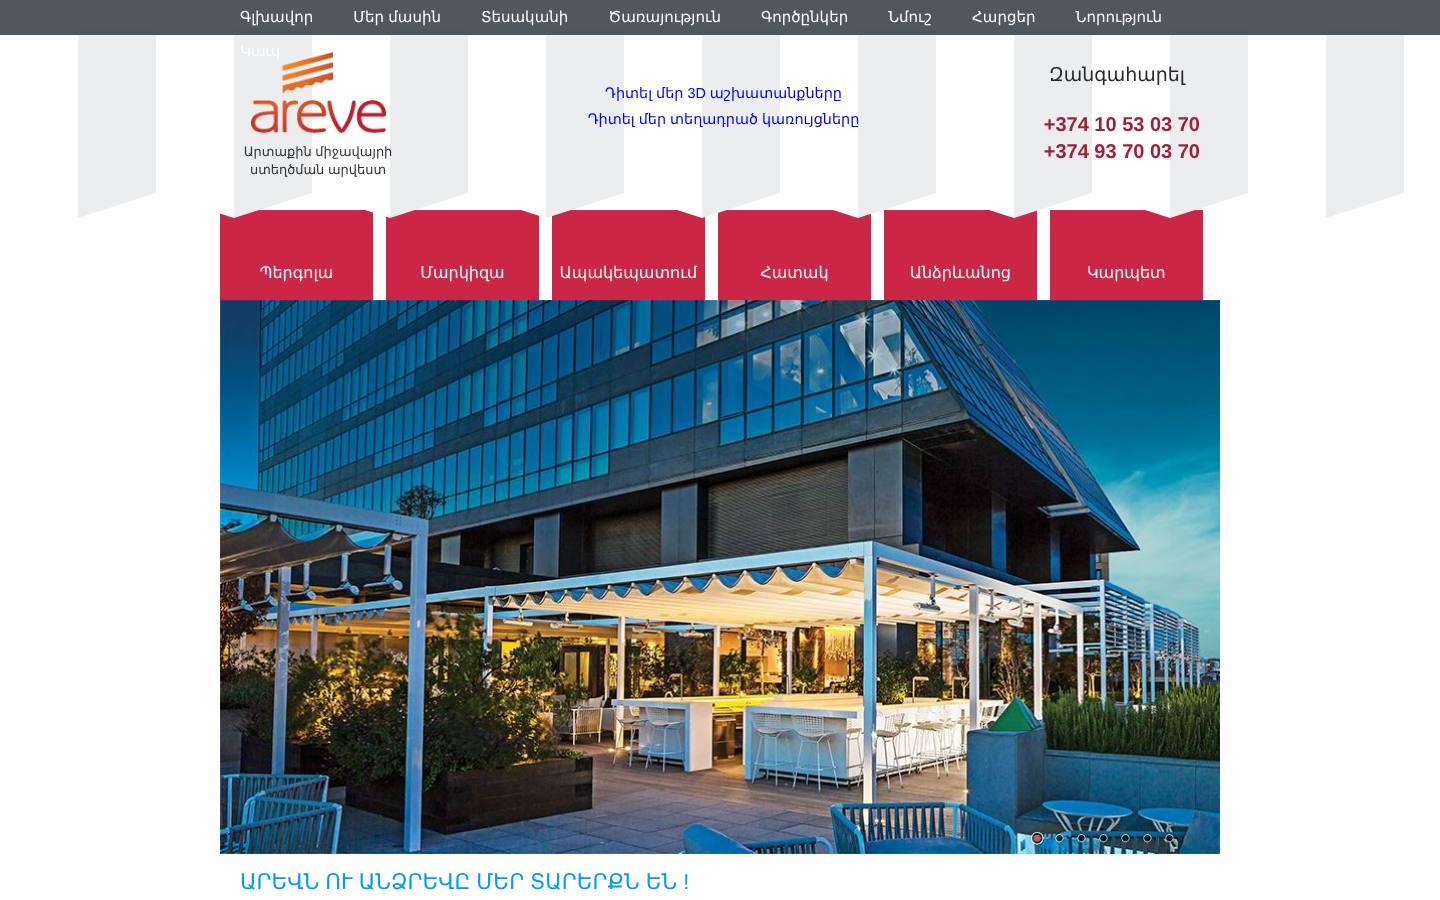 Գլխավոր Մեր մասին Տեսականի Ծառայություն Գործընկեր Նմուշ Հարցեր Նորություն
Կապ
areve
Արտաքին միջավայրի
ստեղծման արվեստ
Դիտել մեր 3D աշխատանքները
Դիտել մեր տեղադրած կառույցները
Զանգահարել
+374 10 53 03 70
+374 93 70 03 70
Պերգոլա Մարկիզա Ապակեպատում Հատակ Անձրևանոց Կարպետ
ԱՐԵՎՆ ՈՒ ԱՆՁՐԵՎԸ ՄԵՐ ՏԱՐԵՐՔՆ ԵՆ !